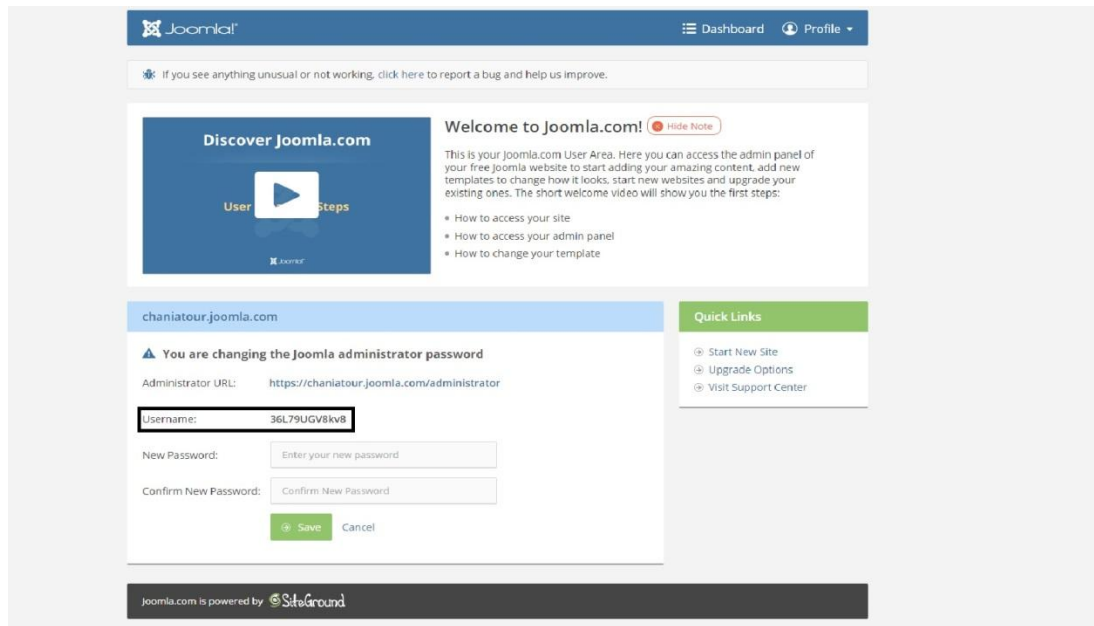 Joomla!®
Dashboard Profile
If you see anything unusual or not working, click here to report a bug and help us improve.
Discover Joomla.com
User Steps
Joomla!
Welcome to Joomla.com! Hide Note
This is your Joomla.com User Area. Here you can access the admin panel of
your free Joomla website to start adding your amazing content, add new
templates to change how it looks, start new websites and upgrade your
existing ones. The short welcome video will show you the first steps:
How to access your site
How to access your admin panel
How to change your template
chaniatour.joomla.com
You are changing the Joomla administrator password
Administrator URL: https://chaniatour.joomla.com/administrator
Username: 36L79UGV8kv8
New Password: Enter your new password
Confirm New Password: Confirm New Password
Save Cancel
Quick Links
Start New Site
Upgrade Options
Visit Support Center
Joomla.com is powered by SiteGround